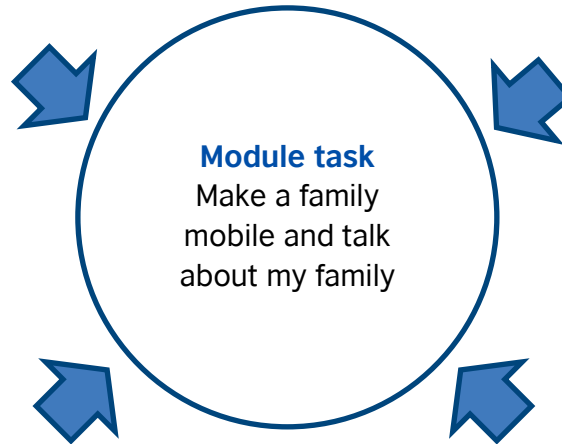 Module task
Make a family
mobile and talk
about my family